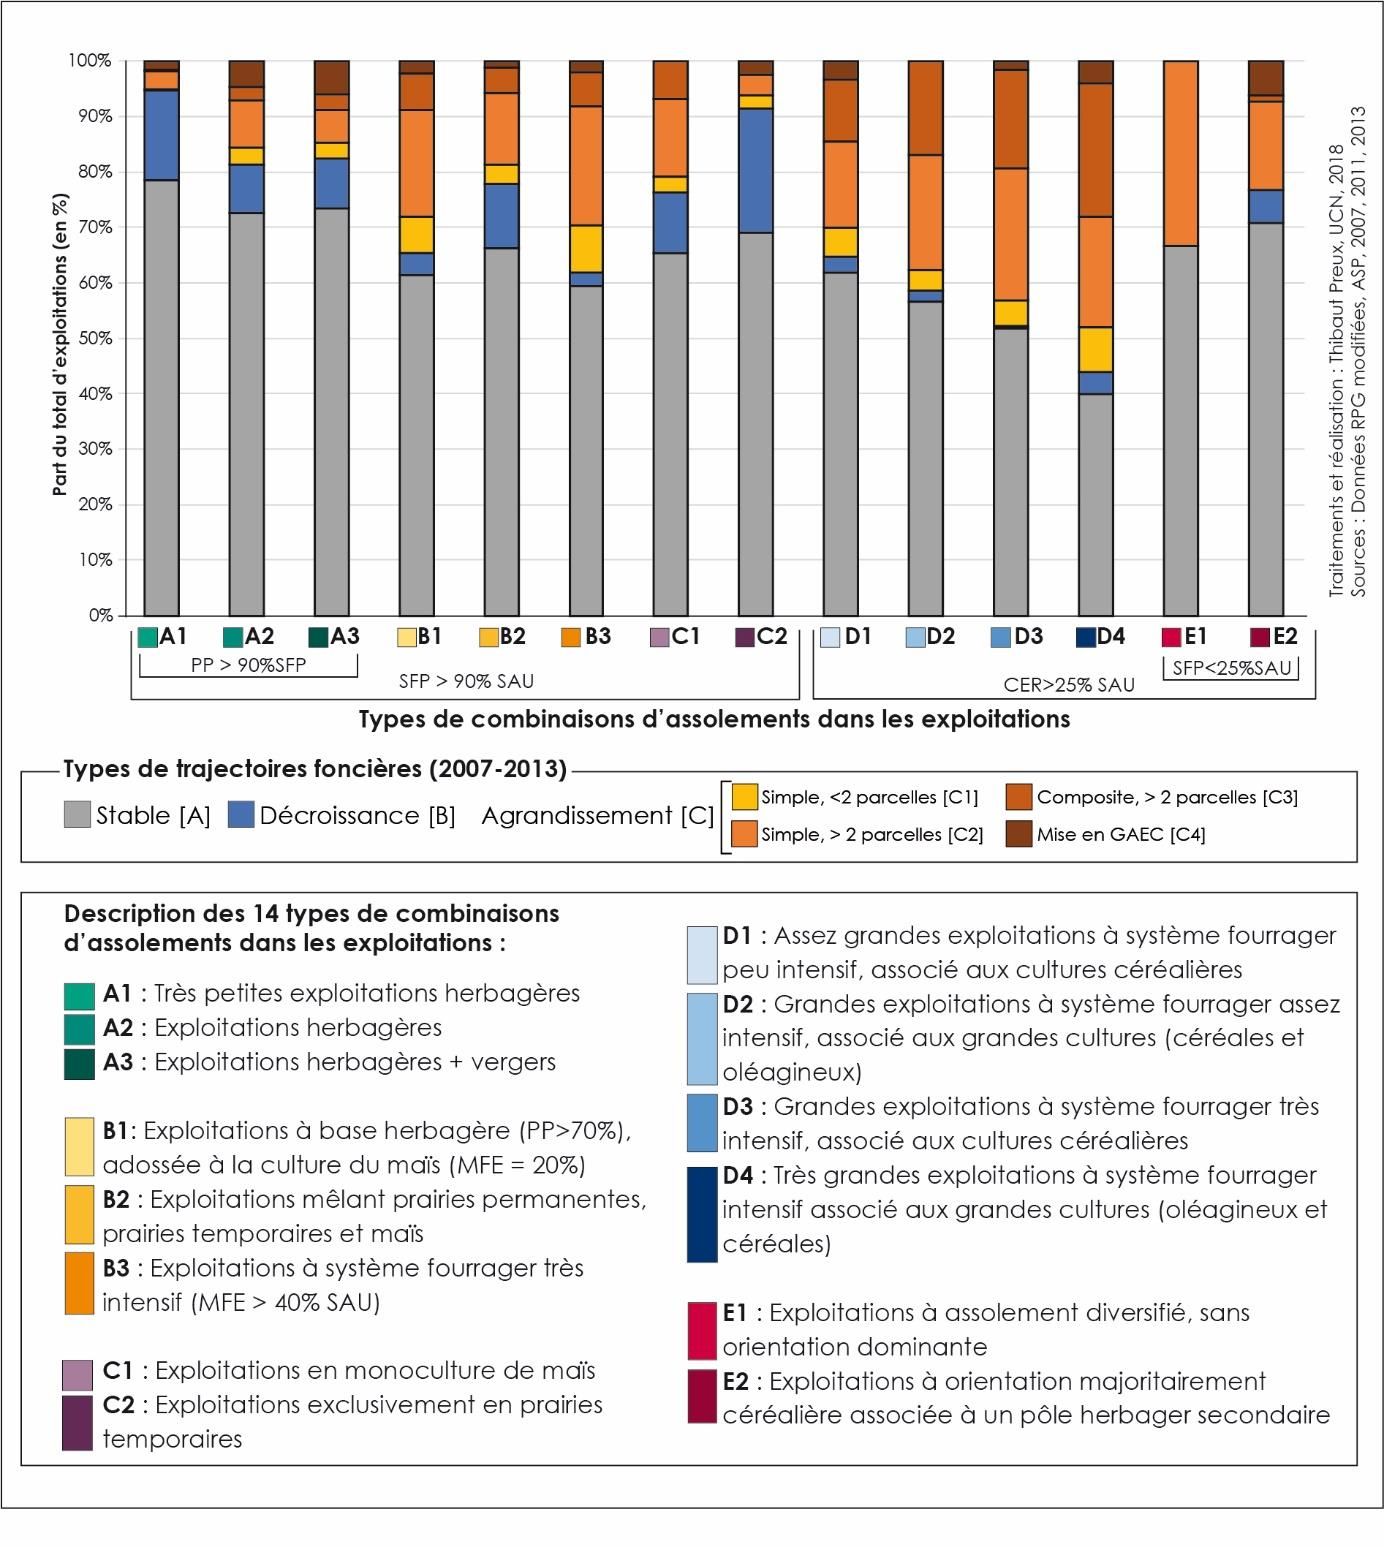 100%
90%
80%
70%
60%
50%
40%
30%
20%
10%
0%
Part du total d'exploitations (en %)
A1 A2 A3 B1 B2 B3 C1 C2 D1 D2 D3 D4 E1 E2
PP > 90%SFP
SFP > 90% SAU
SFP<25%SAU
CER>25% SAU
Types de combinaisons d'assolements dans les exploitations
Traitements et réalisation : Thibaut Preux, UCN, 2018
Sources : Données RPG modifiées, ASP, 2007, 2011, 2013
Types de trajectoires foncières (2007-2013)
Stable [A] Décroissance [B] Agrandissement [C]
Simple, <2 parcelles [C1]
Simple, > 2 parcelles [C2]
Composite, > 2 parcelles [C3]
Mise en GAEC [C4]
Description des 14 types de combinaisons
d'assolements dans les exploitations :
A1 : Très petites exploitations herbagères
A2 : Exploitations herbagères
A3 : Exploitations herbagères + vergers
B1: Exploitations à base herbagère (PP>70%),
adossée à la culture du maïs (MFE = 20%)
B2 : Exploitations mêlant prairies permanentes,
prairies temporaires et maïs
B3 : Exploitations à système fourrager très
intensif (MFE > 40% SAU)
C1 : Exploitations en monoculture de maïs
C2 : Exploitations exclusivement en prairies
temporaires
D1 : Assez grandes exploitations à système fourrager
peu intensif, associé aux cultures céréalières
D2 : Grandes exploitations à système fourrager assez
intensif, associé aux grandes cultures (céréales et
oléagineux)
D3 : Grandes exploitations à système fourrager très
intensif, associé aux cultures céréalières
D4 : Très grandes exploitations à système fourrager
intensif associé aux grandes cultures (oléagineux et
céréales)
E1 : Exploitations à assolement diversifié, sans
orientation dominante
E2 : Exploitations à orientation majoritairement
céréalière associée à un pôle herbager secondaire